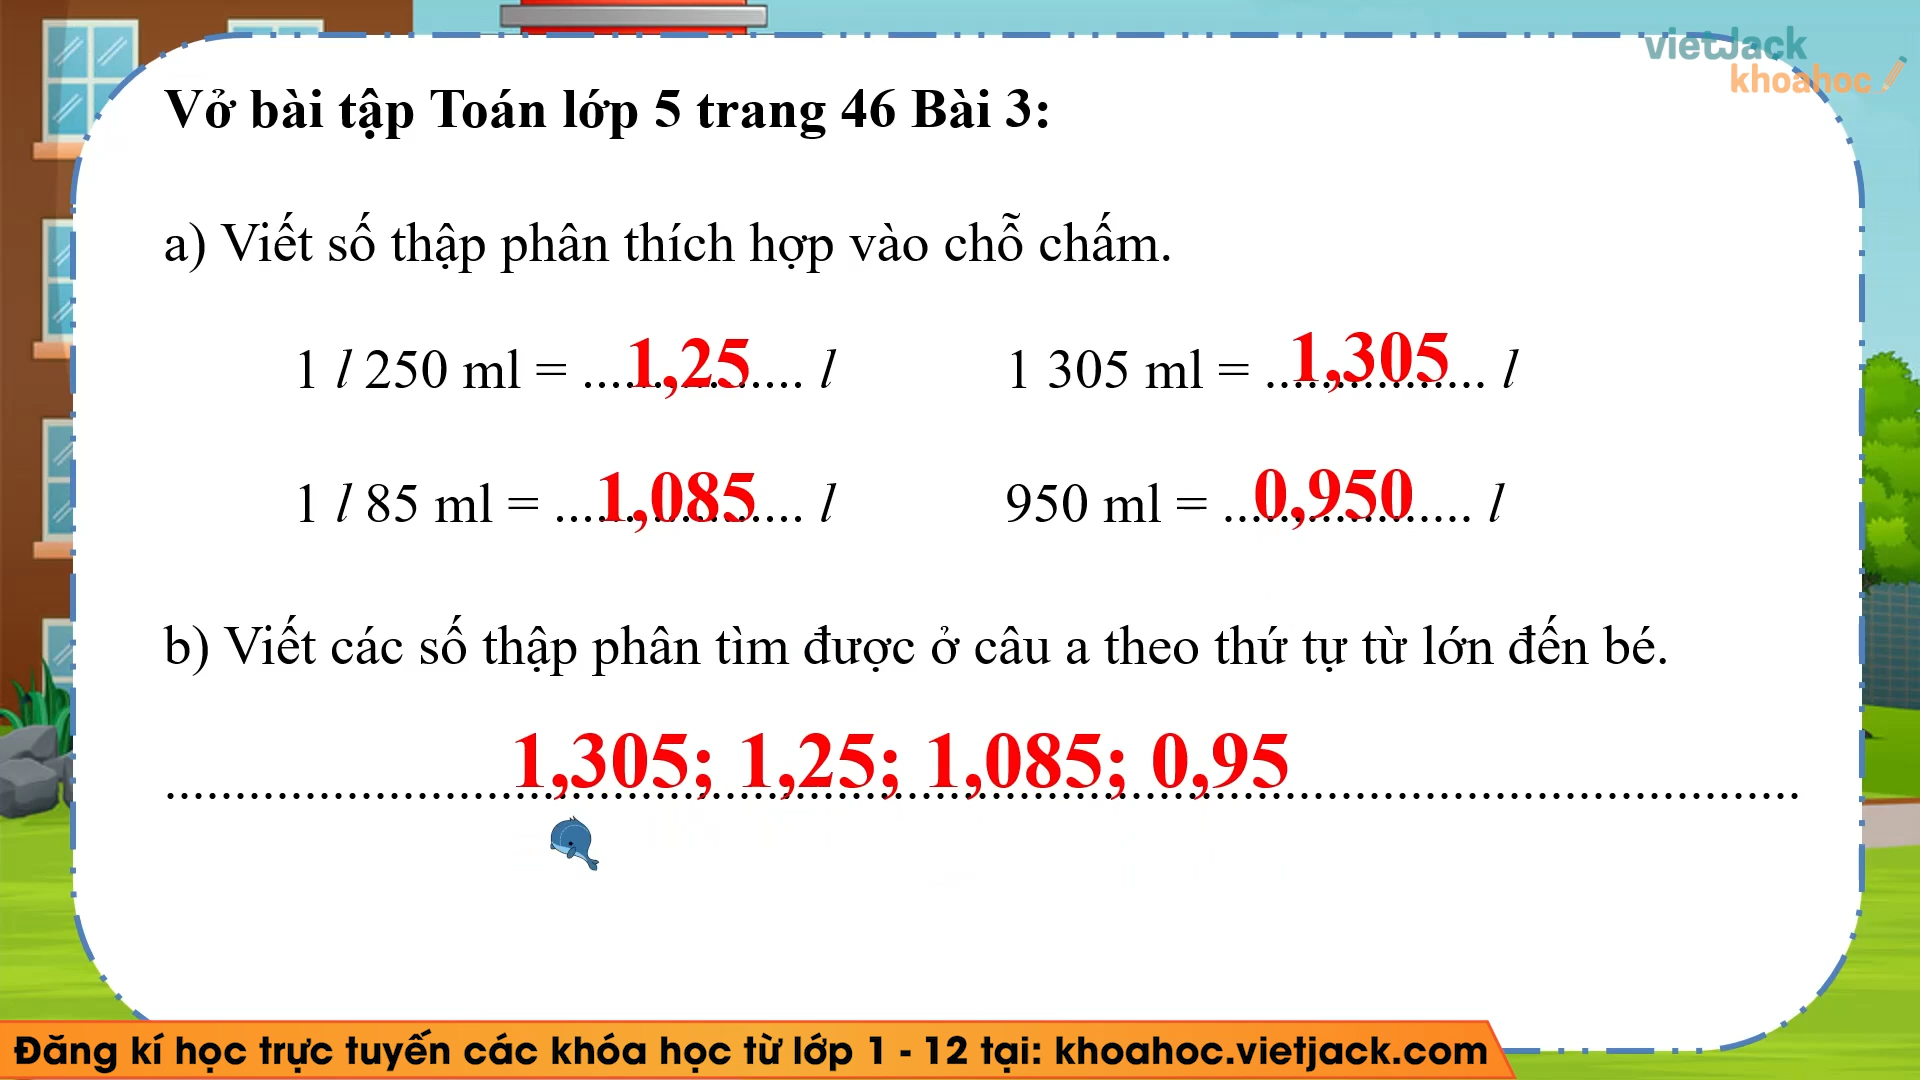 vietJack
khoahoc
Vở bài tập Toán lớp 5 trang 46 Bài 3:
a) Viết số thập phân thích hợp vào chỗ chấm.
1 l 250 ml = ...1,25... l 1 305 ml = ...1,305... l
1 l 85 ml = ...1,085... l 950 ml = ...0,950... l
b) Viết các số thập phân tìm được ở câu a theo thứ tự từ lớn đến bé.
1,305; 1,25; 1,085; 0,95
Đăng kí học trực tuyến các khóa học từ lớp 1 - 12 tại: khoahoc.vietjack.com